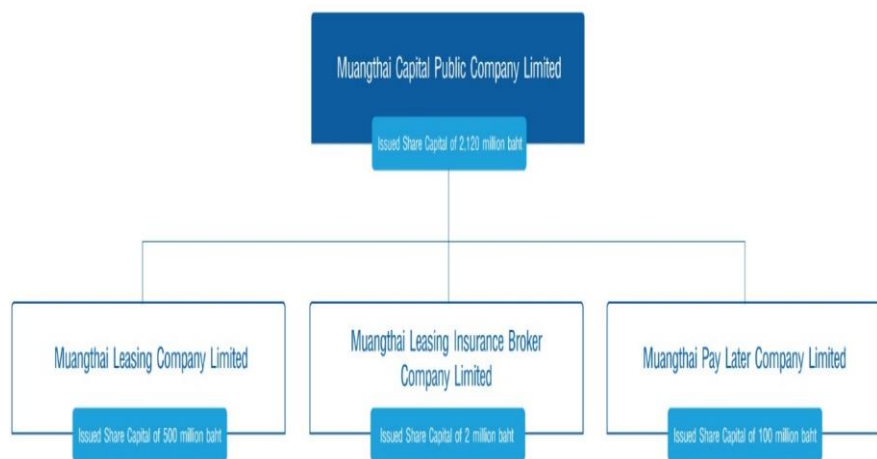 Muangthai Capital Public Company Limited
Issued Share Capital of 2,120 million baht
Muangthai Leasing Company Limited
Issued Share Capital of 500 million baht
Muangthai Leasing Insurance Broker
Company Limited
Issued Share Capital of 2 million baht
Muangthai Pay Later Company Limited
Issued Share Capital of 100 million baht